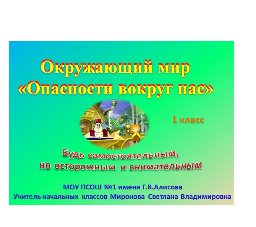 Окружающий мир
«Опасности вокруг нас»
1 класс
Будь самостоятельным,
но осторожным и внимательным!
МОУ ПСОШ №1 имени Г.В.Алисова
Учитель начальных классов Миронова Светлана Владимировна